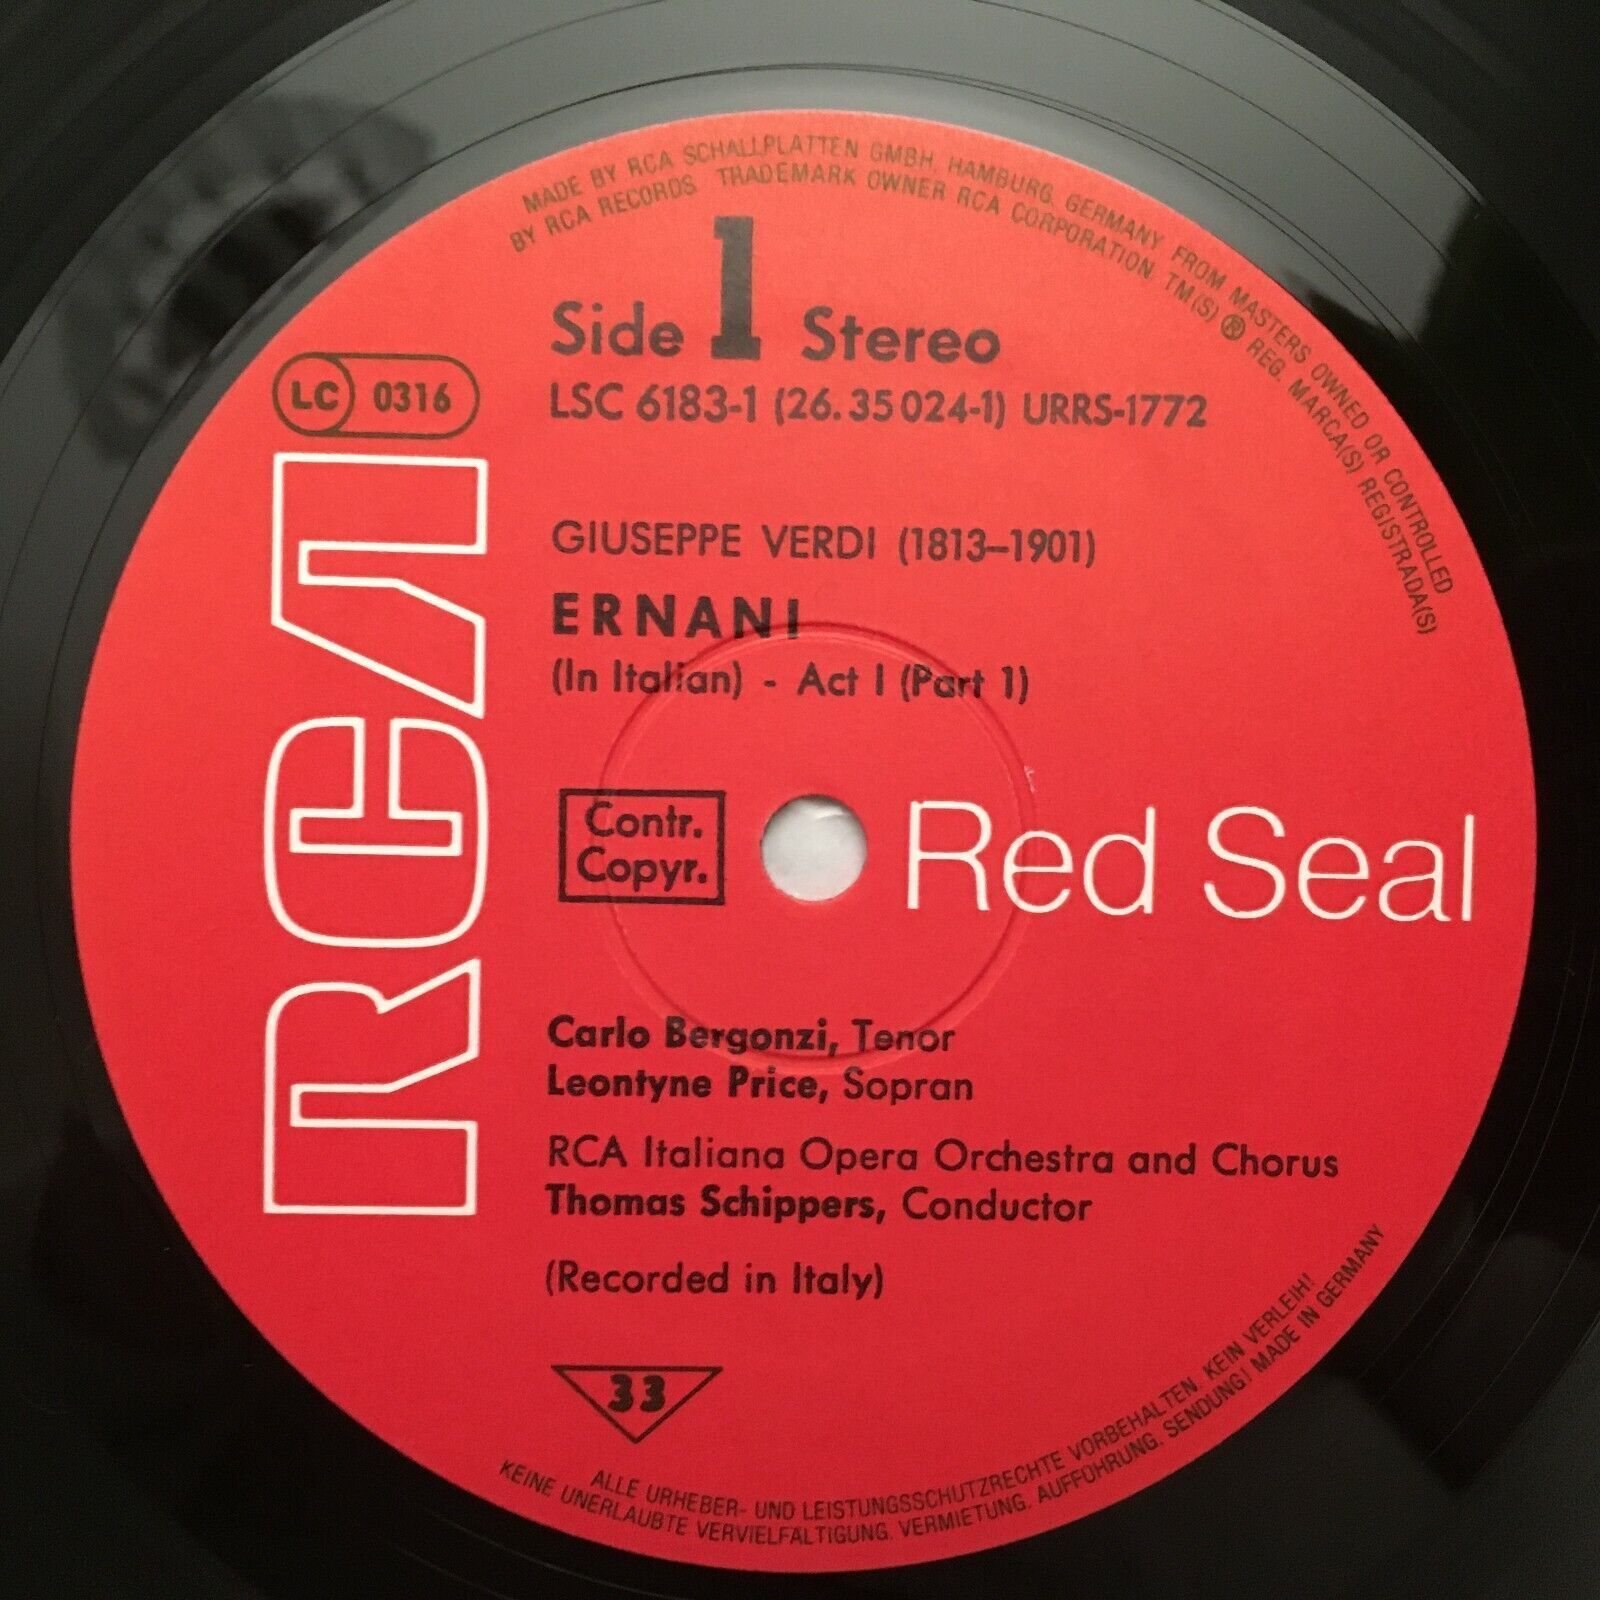 MADE BY RCA SCHALLPLATTEN GMBH, HAMBURG, GERMANY, FROM MASTERS OWNED OR CONTROLLED
BY RCA RECORDS TRADEMARK OWNER RCA CORPORATION. TM(S) ® REG. MARCA(S) REGISTRADA(S)
Side 1 Stereo
LC 0316
LSC 6183-1 (26.35 024-1) URRS-1772
RCA
GIUSEPPE VERDI (1813–1901)
ERNANI
(In Italian) - Act I (Part 1)
Contr.
Copyr.
Red Seal
Carlo Bergonzi, Tenor
Leontyne Price, Sopran
RCA Italiana Opera Orchestra and Chorus
Thomas Schippers, Conductor
(Recorded in Italy)
33
ALLE URHEBER- UND LEISTUNGSSCHUTZRECHTE VORBEHALTEN. KEIN VERLEIH!
KEINE UNERLAUBTE VERVIELFÄLTIGUNG, VERMIETUNG, AUFFÜHRUNG, SENDUNG! MADE IN GERMANY